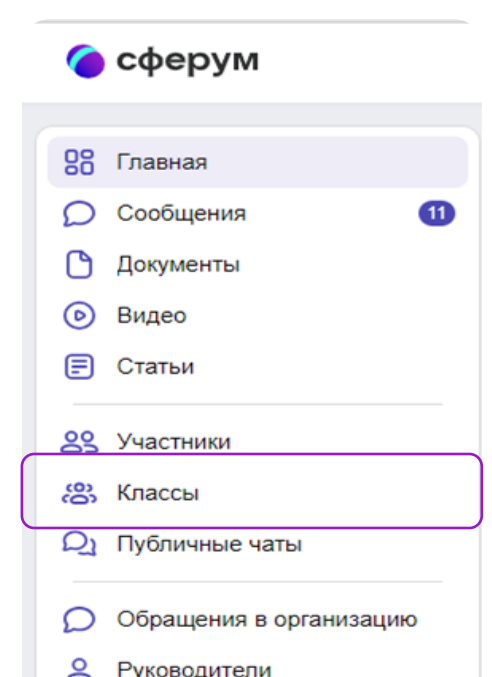 сферум
Главная
Сообщения 11
Документы
Видео
Статьи
Участники
Классы
Публичные чаты
Обращения в организацию
Руководители